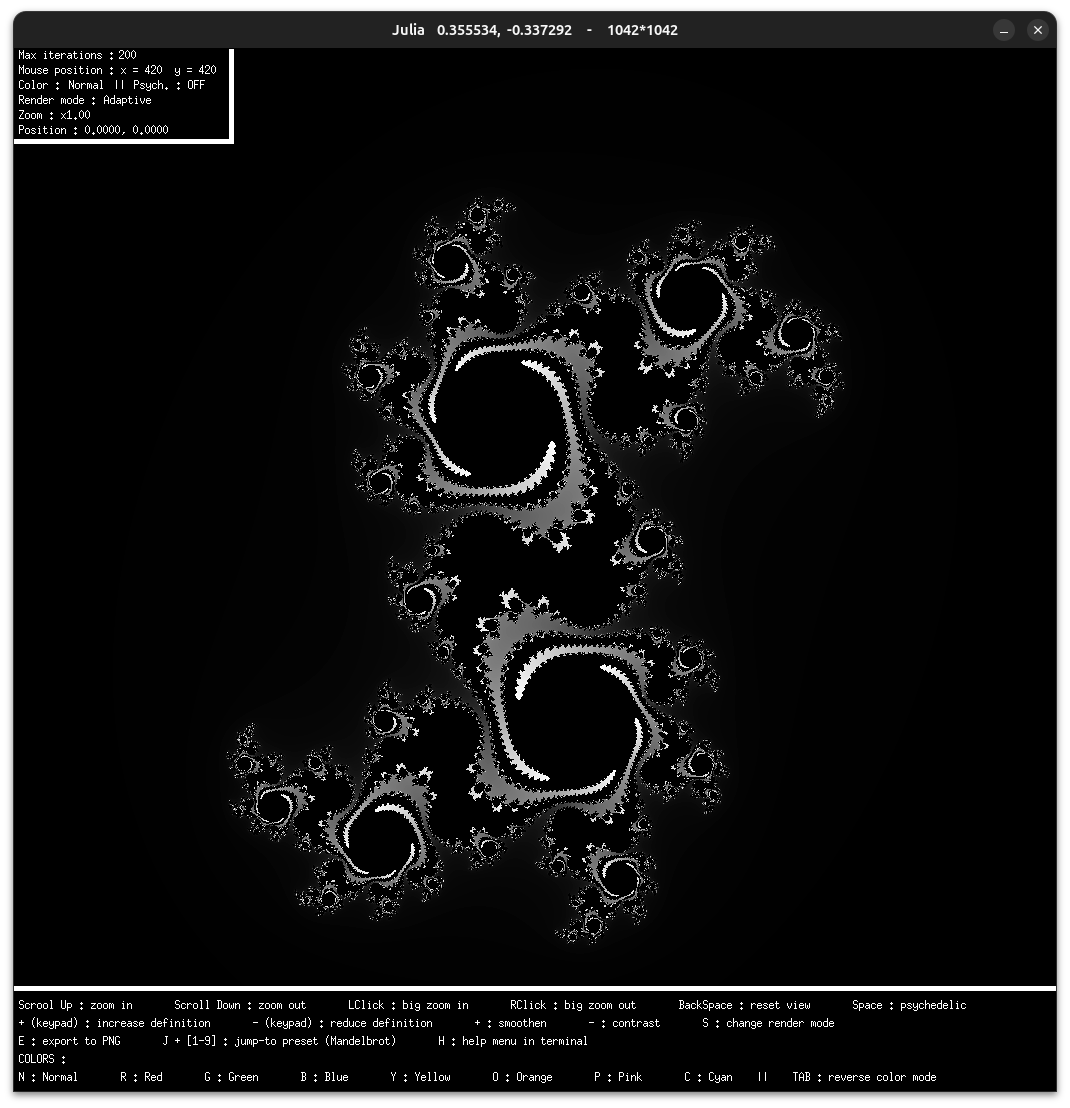 Julia 0.355534, -0.337292 - 1042*1042
Max iterations : 200
Mouse position : x = 420 y = 420
Color : Normal || Psych. : OFF
Render mode : Adaptive
Zoom : x1.00
Position : 0.0000, 0.0000
Scrool Up : zoom in Scroll Down : zoom out LClick : big zoom in RClick : big zoom out BackSpace : reset view Space : psychedelic
+ (keypad) : increase definition - (keypad) : reduce definition + : smoothen - : contrast S : change render mode
E : export to PNG J + [1-9] : jump-to preset (Mandelbrot) H : help menu in terminal
COLORS :
N : Normal R : Red G : Green B : Blue Y : Yellow O : Orange P : Pink C : Cyan || TAB : reverse color mode